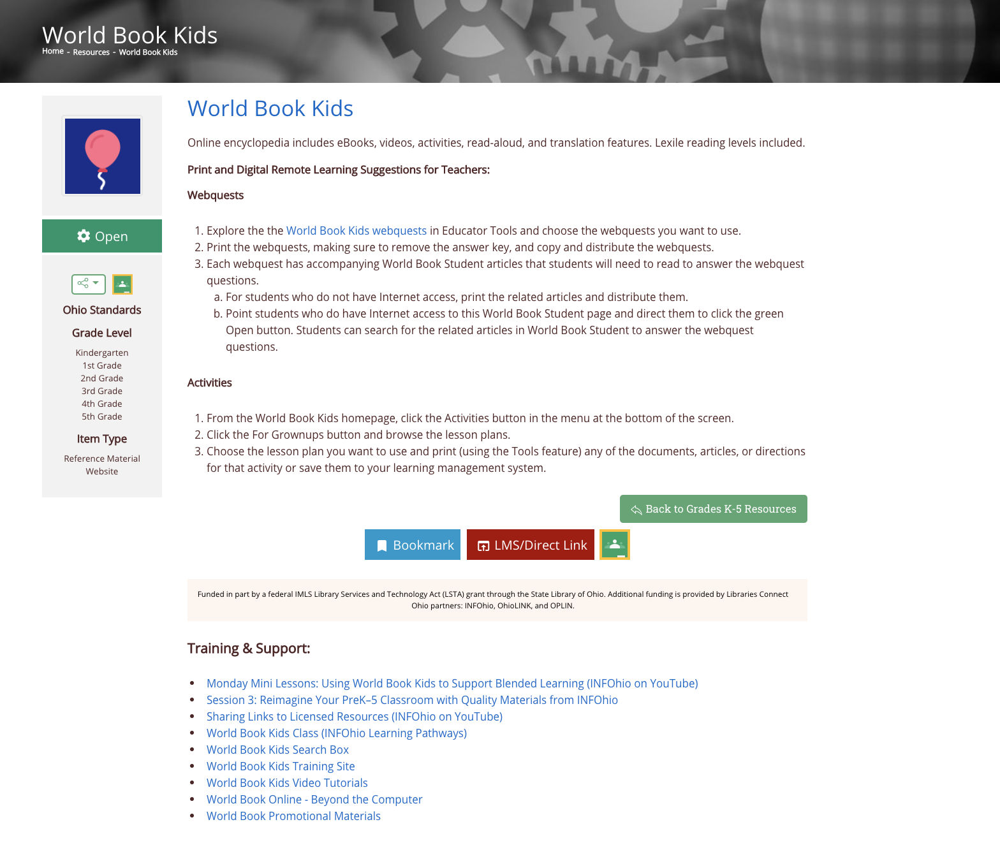 World Book Kids
Home - Resources - World Book Kids
Open
Ohio Standards
Grade Level
Kindergarten
1st Grade
2nd Grade
3rd Grade
4th Grade
5th Grade
Item Type
Reference Material
Website
World Book Kids
Online encyclopedia includes eBooks, videos, activities, read-aloud, and translation features. Lexile reading levels included.
Print and Digital Remote Learning Suggestions for Teachers:
Webquests
1. Explore the the World Book Kids webquests in Educator Tools and choose the webquests you want to use.
2. Print the webquests, making sure to remove the answer key, and copy and distribute the webquests.
3. Each webquest has accompanying World Book Student articles that students will need to read to answer the webquest
questions.
a. For students who do not have Internet access, print the related articles and distribute them.
b. Point students who do have Internet access to this World Book Student page and direct them to click the green
Open button. Students can search for the related articles in World Book Student to answer the webquest
questions.
Activities
1. From the World Book Kids homepage, click the Activities button in the menu at the bottom of the screen.
2. Click the For Grownups button and browse the lesson plans.
3. Choose the lesson plan you want to use and print (using the Tools feature) any of the documents, articles, or directions
for that activity or save them to your learning management system.
Back to Grades K-5 Resources
Bookmark
LMS/Direct Link
Funded in part by a federal IMLS Library Services and Technology Act (LSTA) grant through the State Library of Ohio. Additional funding is provided by Libraries Connect
Ohio partners: INFOhio, OhioLINK, and OPLIN.
Training & Support:
• Monday Mini Lessons: Using World Book Kids to Support Blended Learning (INFOhio on YouTube)
• Session 3: Reimagine Your PreK–5 Classroom with Quality Materials from INFOhio
• Sharing Links to Licensed Resources (INFOhio on YouTube)
• World Book Kids Class (INFOhio Learning Pathways)
• World Book Kids Search Box
• World Book Kids Training Site
• World Book Kids Video Tutorials
• World Book Online - Beyond the Computer
• World Book Promotional Materials